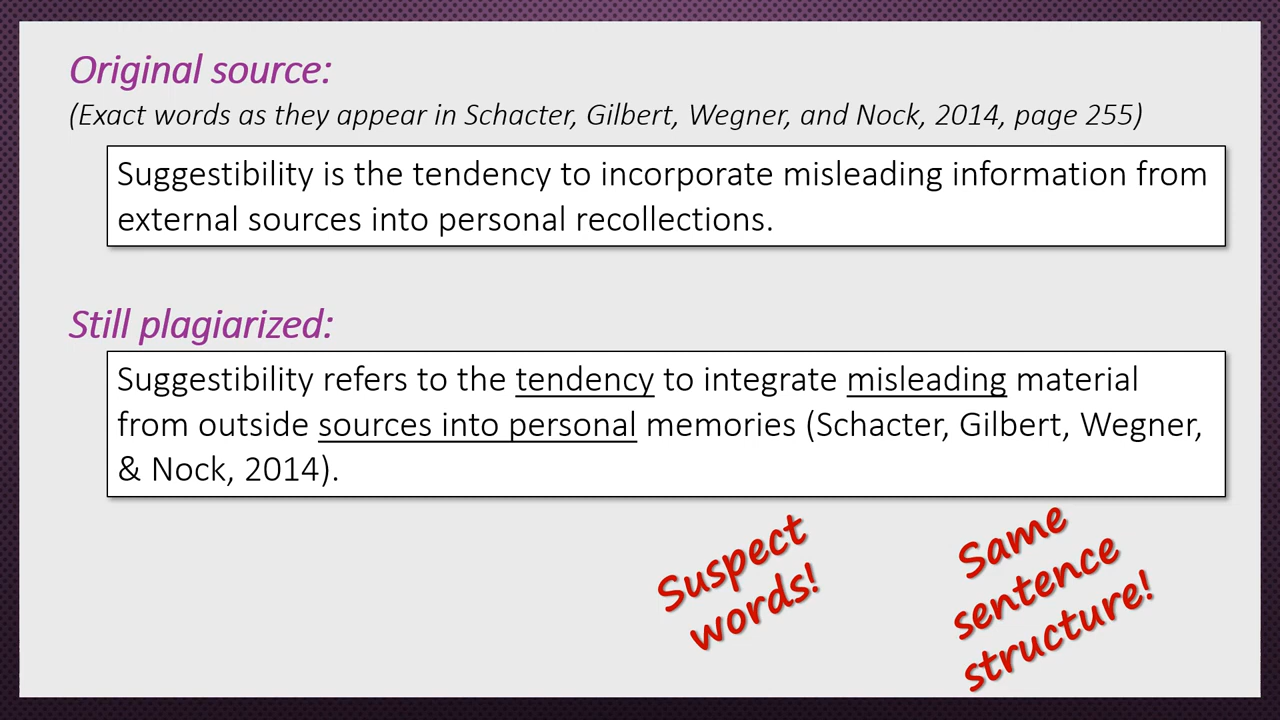 Original source:
(Exact words as they appear in Schacter, Gilbert, Wegner, and Nock, 2014, page 255)
Suggestibility is the tendency to incorporate misleading information from
external sources into personal recollections.
Still plagiarized:
Suggestibility refers to the tendency to integrate misleading material
from outside sources into personal memories (Schacter, Gilbert, Wegner,
& Nock, 2014).
Suspect
words!
Same
sentence
structure!